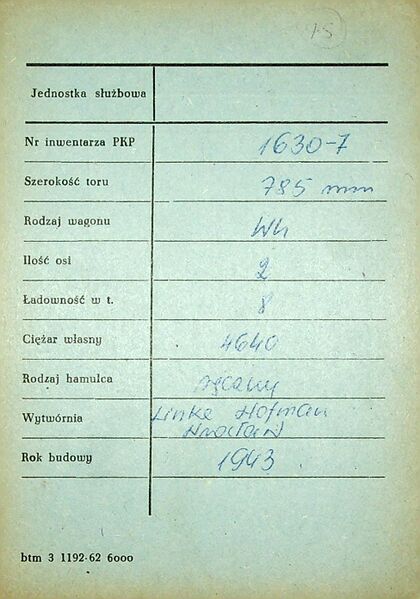 15
Jednostka służbowa
Nr inwentarza PKP 1630-7
Szerokość toru 785 mm
Rodzaj wagonu Wh
Ilość osi 2
Ładowność w t. 8
Ciężar własny 4640
Rodzaj hamulca ręczny
Wytwórnia Linke Hofman
Wrocław
Rok budowy 1943
btm 3 1192-62 6000